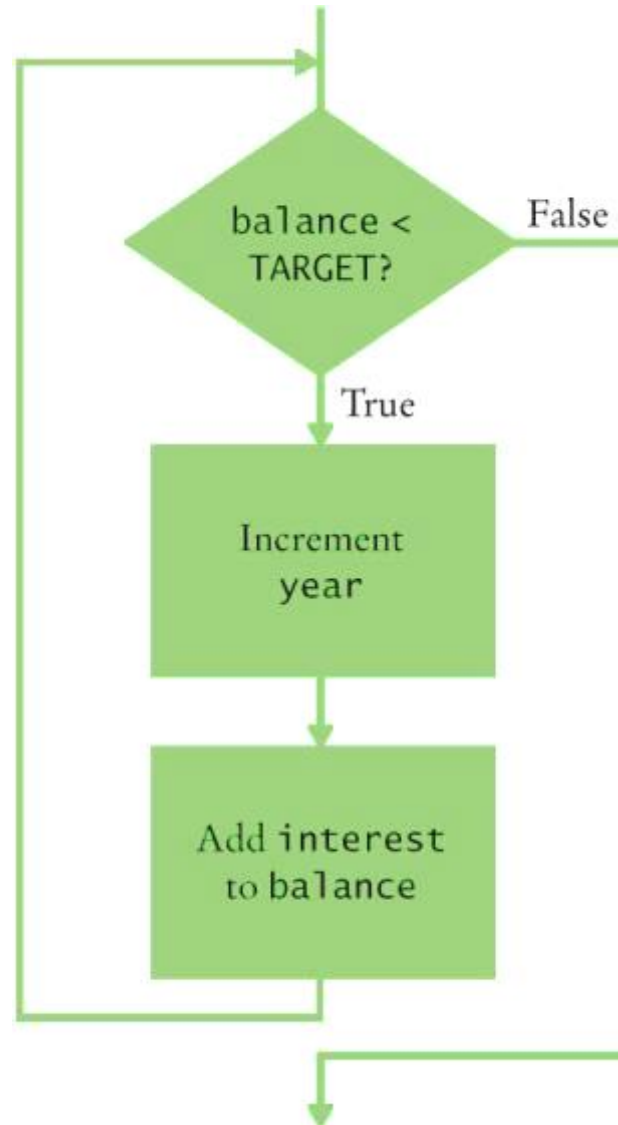 balance <
TARGET?
False
True
Increment
year
Add interest
to balance